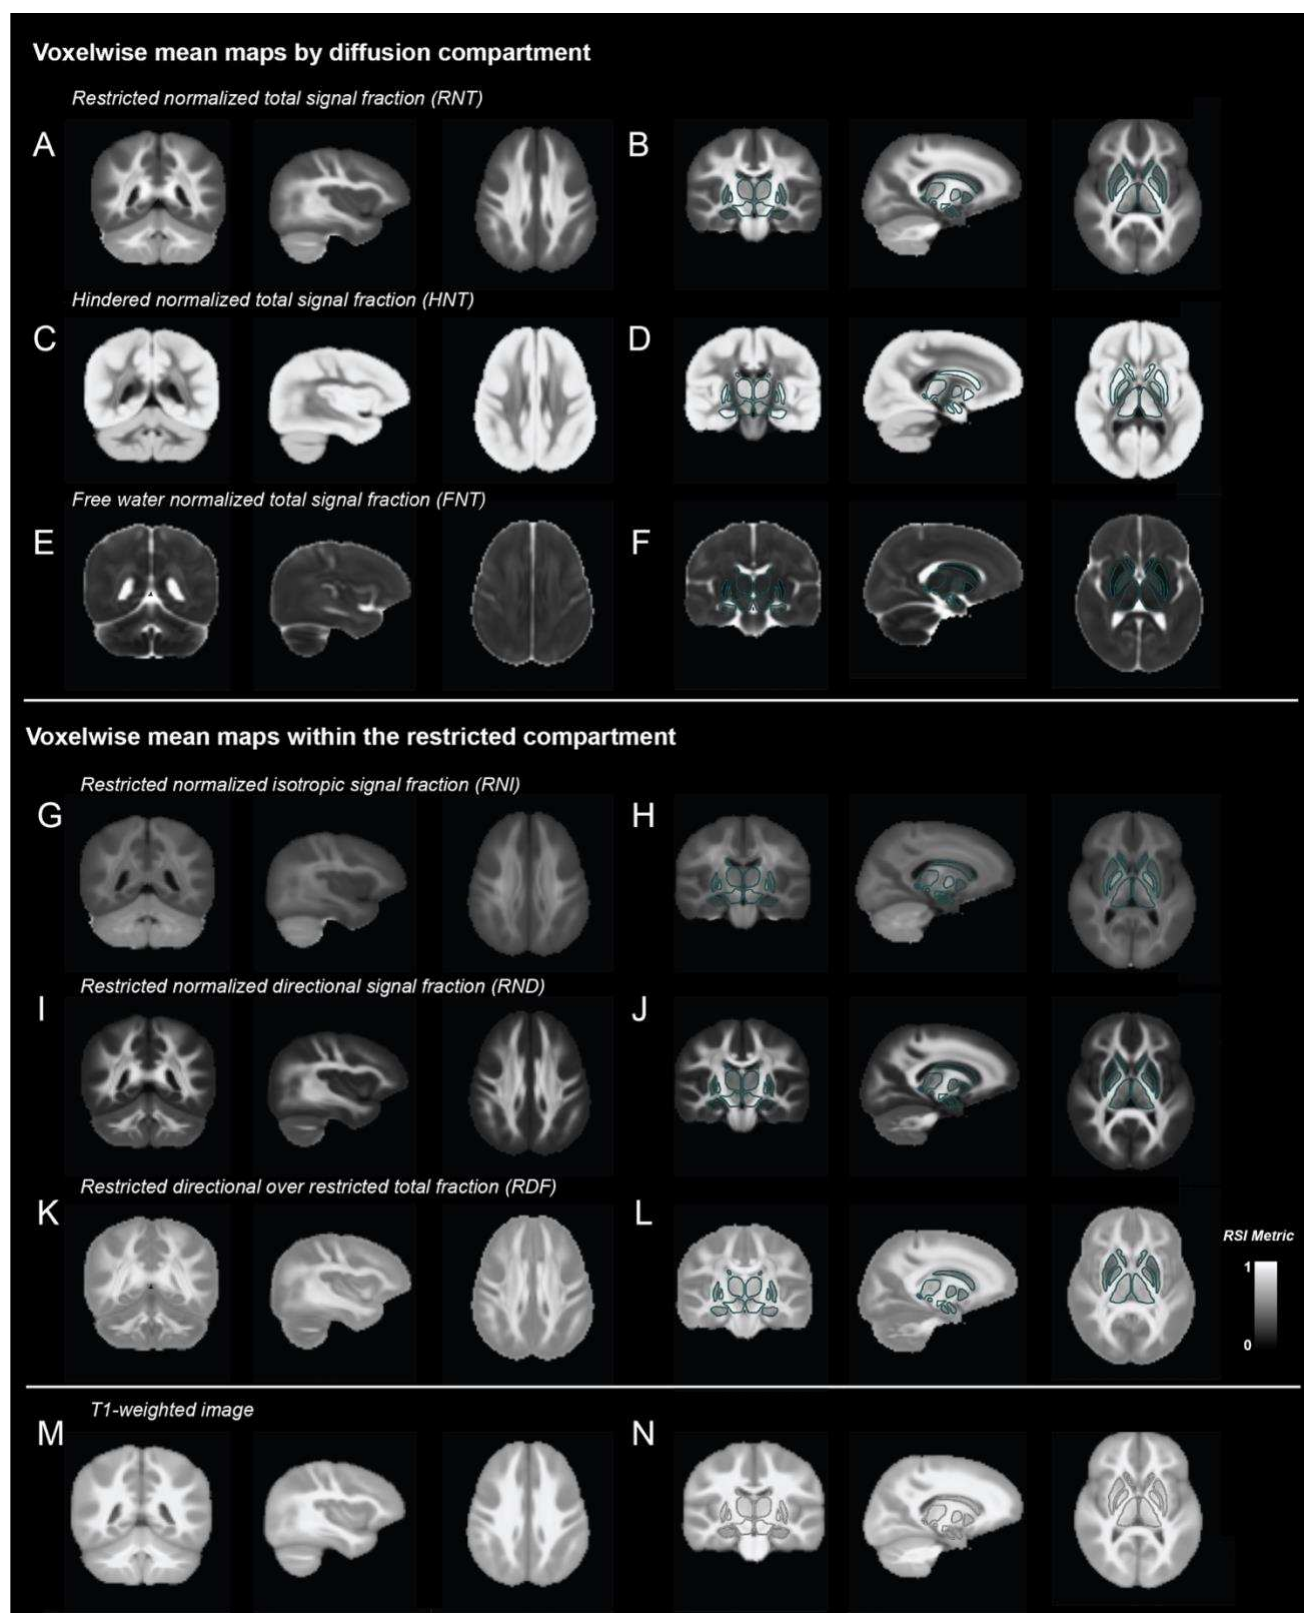 Voxelwise mean maps by diffusion compartment
Restricted normalized total signal fraction (RNT)
A
B
Hindered normalized total signal fraction (HNT)
C
D
Free water normalized total signal fraction (FNT)
E
F
Voxelwise mean maps within the restricted compartment
Restricted normalized isotropic signal fraction (RNI)
G
H
Restricted normalized directional signal fraction (RND)
I
J
Restricted directional over restricted total fraction (RDF)
K
L
RSI Metric
1
0
T1-weighted image
M
N